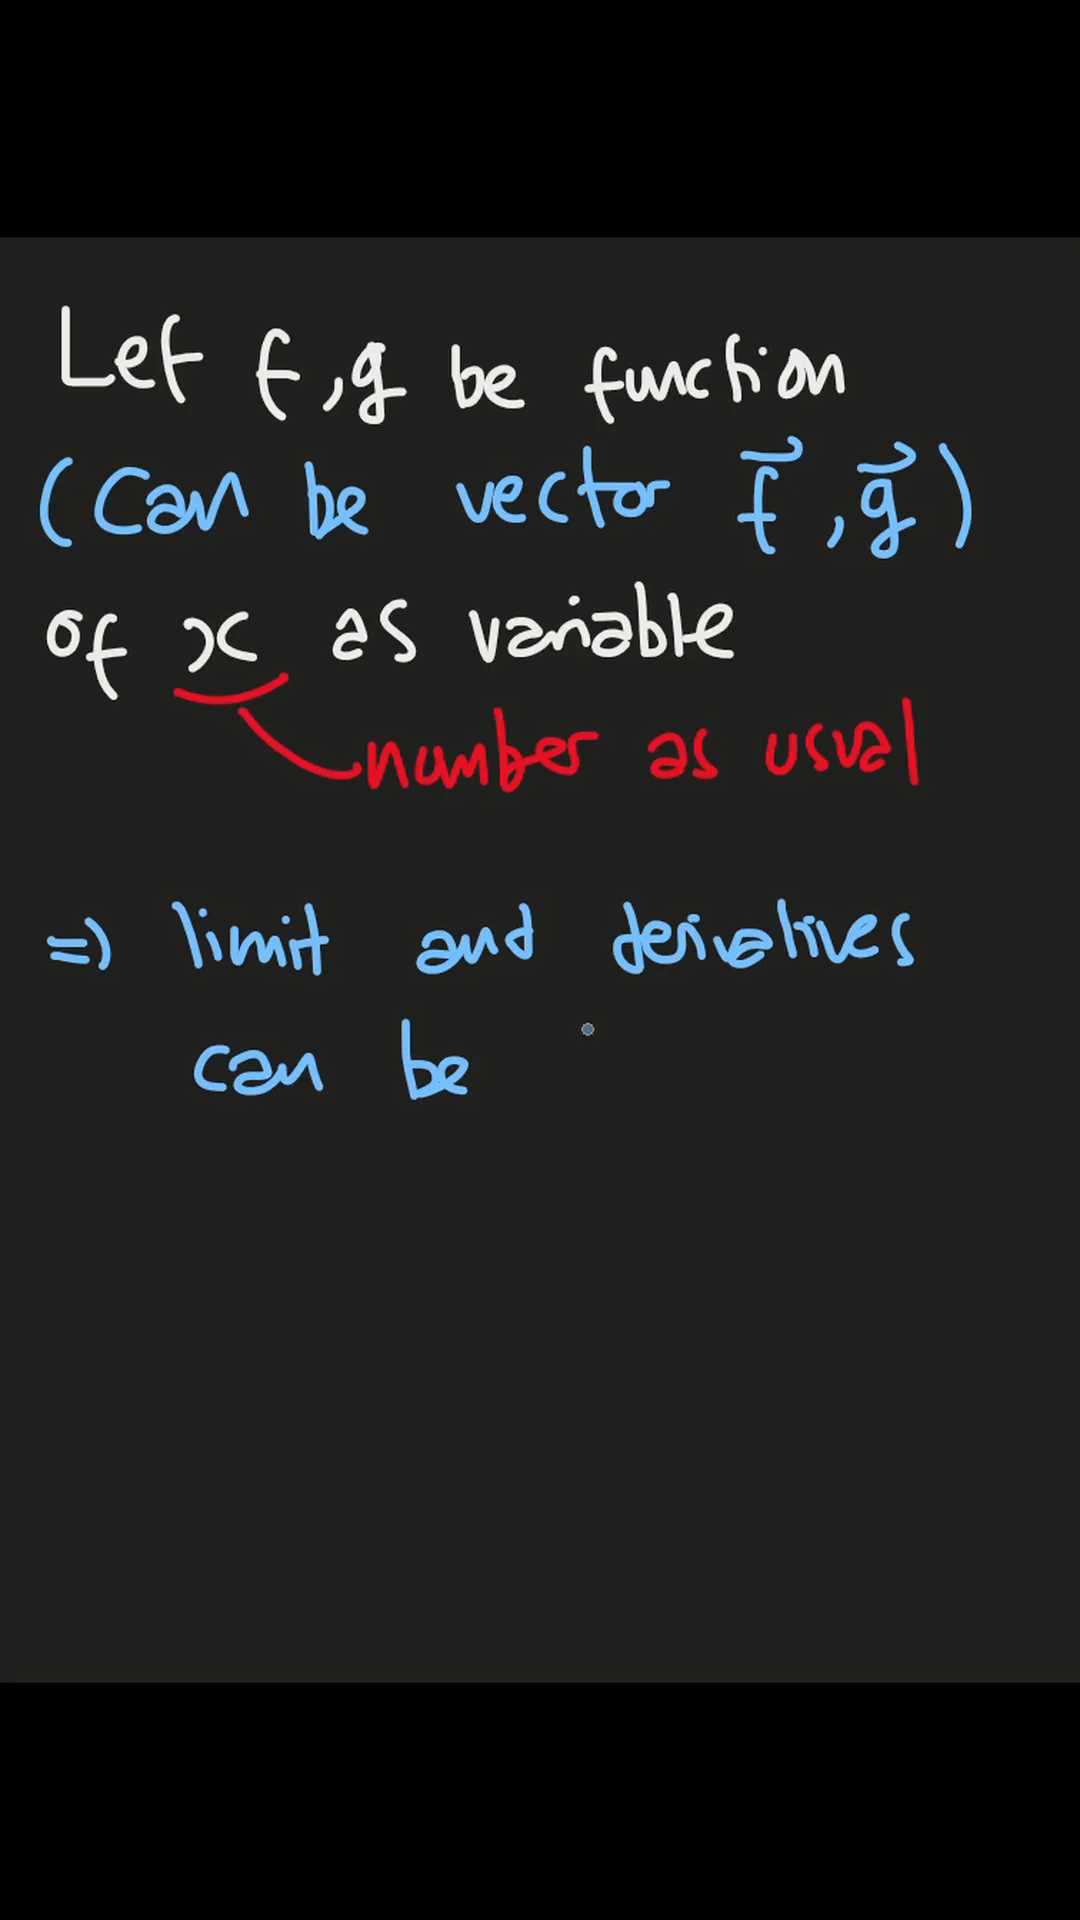 Let f, g be function
(Can be vector f⃗, g⃗)
of x as variable
number as usual
=) limit and derivatives
can be